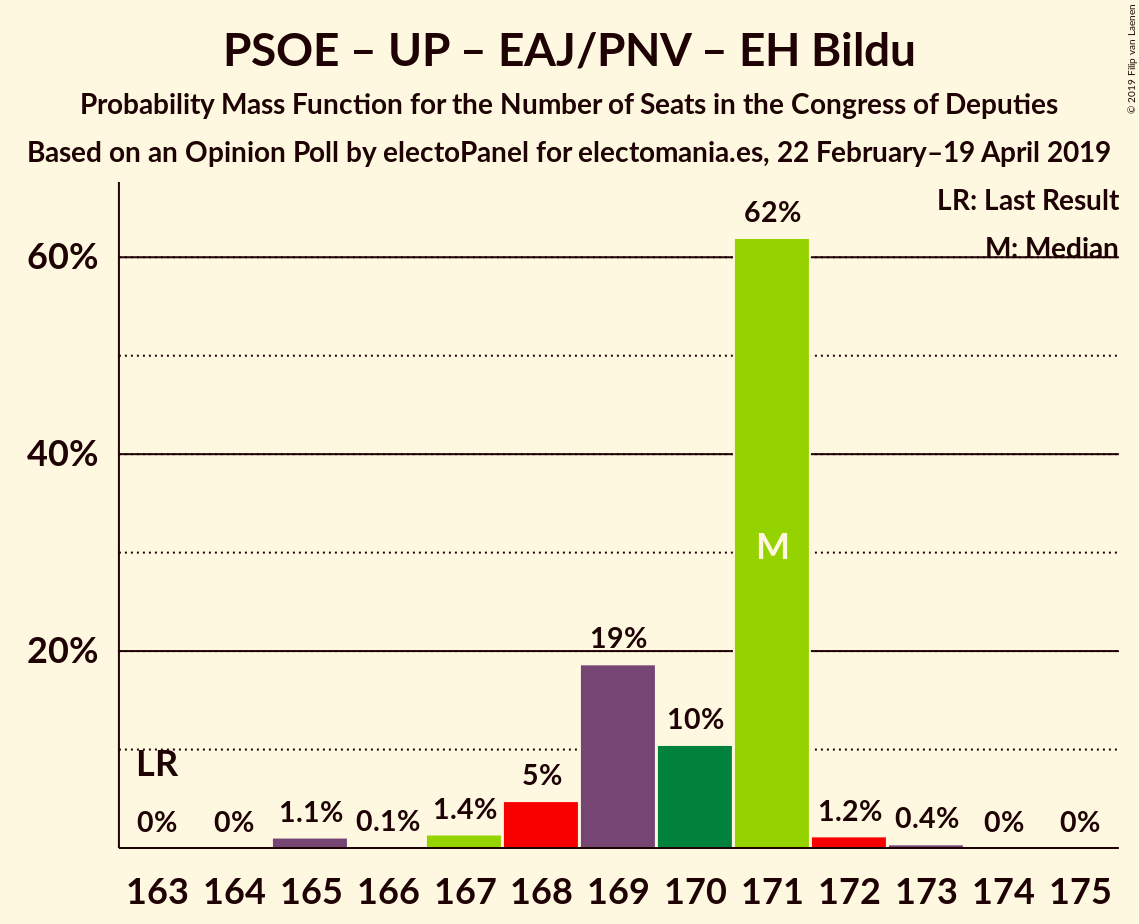 PSOE – UP – EAJ/PNV – EH Bildu
Probability Mass Function for the Number of Seats in the Congress of Deputies
Based on an Opinion Poll by electoPanel for electomania.es, 22 February–19 April 2019
© 2019 Filip van Laenen
LR: Last Result
M: Median
60%
40%
20%
62%
M
19%
10%
LR
5%
0% 0% 1.1% 0.1% 1.4% 1.2% 0.4% 0% 0%
163 164 165 166 167 168 169 170 171 172 173 174 175